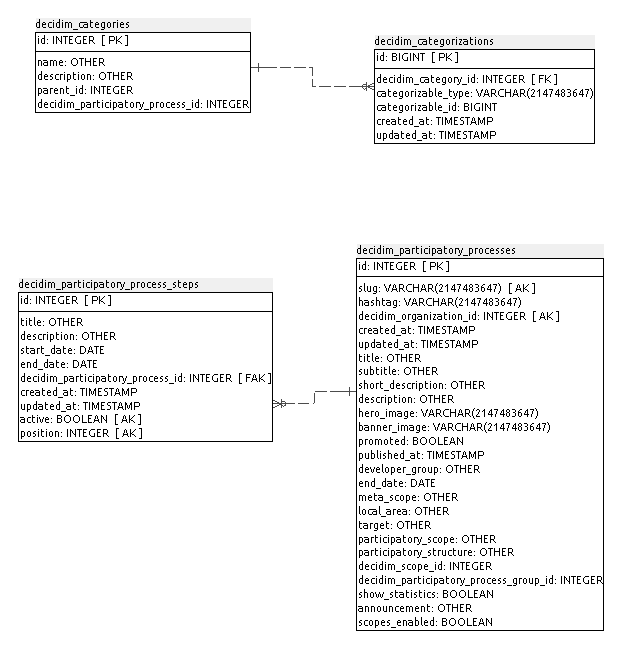 decidim_categories
id: INTEGER [ PK ]
name: OTHER
description: OTHER
parent_id: INTEGER
decidim_participatory_process_id: INTEGER
decidim_categorizations
id: BIGINT [ PK ]
decidim_category_id: INTEGER [ FK ]
categorizable_type: VARCHAR(2147483647)
categorizable_id: BIGINT
created_at: TIMESTAMP
updated_at: TIMESTAMP
decidim_participatory_process_steps
id: INTEGER [ PK ]
title: OTHER
description: OTHER
start_date: DATE
end_date: DATE
decidim_participatory_process_id: INTEGER [ FAK ]
created_at: TIMESTAMP
updated_at: TIMESTAMP
active: BOOLEAN [ AK ]
position: INTEGER [ AK ]
decidim_participatory_processes
id: INTEGER [ PK ]
slug: VARCHAR(2147483647) [ AK ]
hashtag: VARCHAR(2147483647)
decidim_organization_id: INTEGER [ AK ]
created_at: TIMESTAMP
updated_at: TIMESTAMP
title: OTHER
subtitle: OTHER
short_description: OTHER
description: OTHER
hero_image: VARCHAR(2147483647)
banner_image: VARCHAR(2147483647)
promoted: BOOLEAN
published_at: TIMESTAMP
developer_group: OTHER
end_date: DATE
meta_scope: OTHER
local_area: OTHER
target: OTHER
participatory_scope: OTHER
participatory_structure: OTHER
decidim_scope_id: INTEGER
decidim_participatory_process_group_id: INTEGER
show_statistics: BOOLEAN
announcement: OTHER
scopes_enabled: BOOLEAN